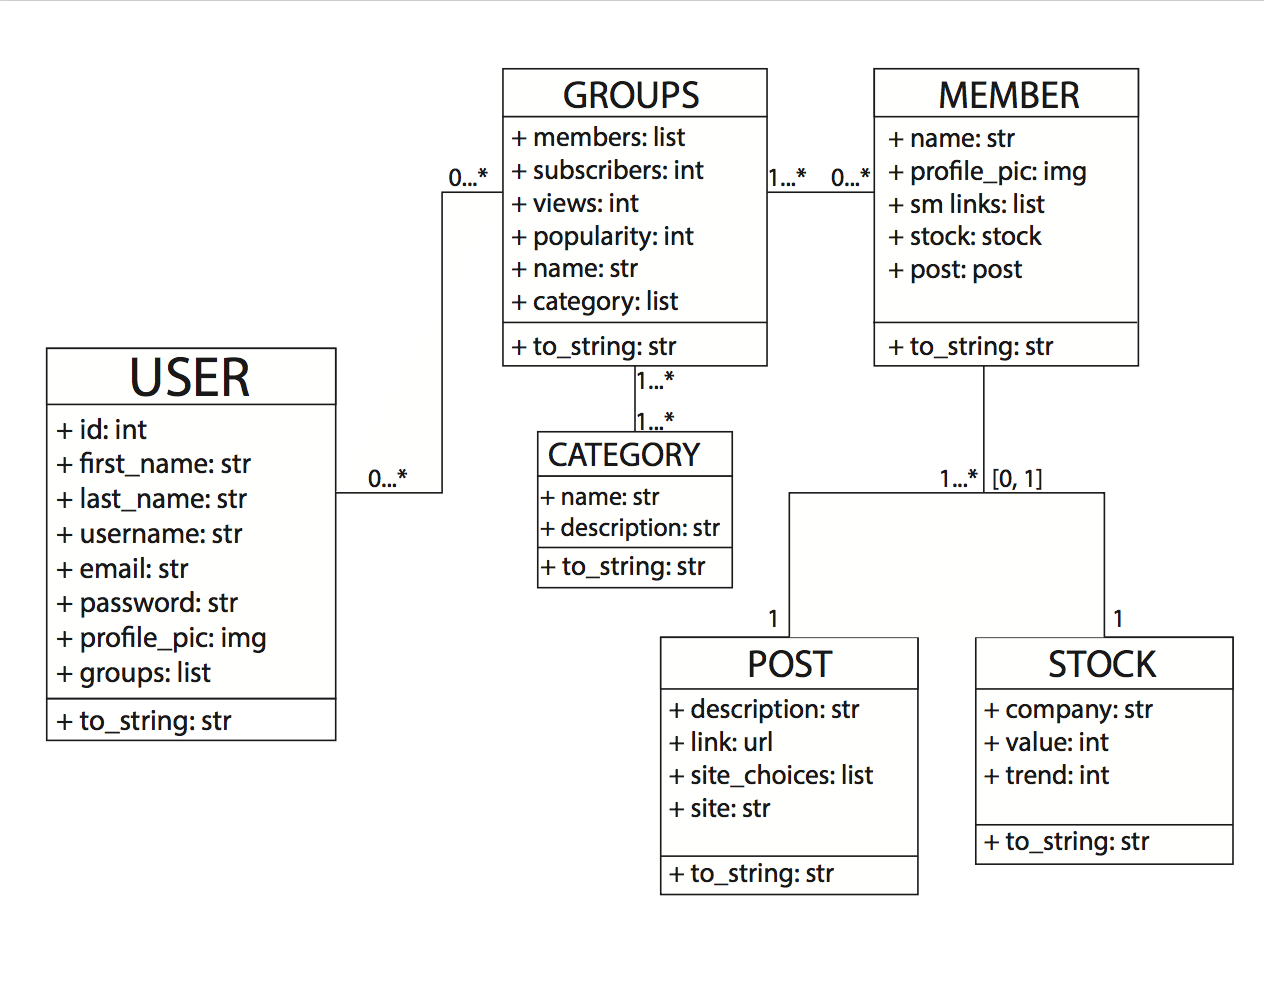 GROUPS
+ members: list
+ subscribers: int
+ views: int
+ popularity: int
+ name: str
+ category: list
+ to_string: str
MEMBER
+ name: str
+ profile_pic: img
+ sm links: list
+ stock: stock
+ post: post
+ to_string: str
0...*
1...*
0...*
1...*
1...*
USER
+ id: int
+ first_name: str
+ last_name: str
+ username: str
+ email: str
+ password: str
+ profile_pic: img
+ groups: list
+ to_string: str
0...*
CATEGORY
+ name: str
+ description: str
+ to_string: str
1...*
[0, 1]
1
1
POST
+ description: str
+ link: url
+ site_choices: list
+ site: str
+ to_string: str
STOCK
+ company: str
+ value: int
+ trend: int
+ to_string: str